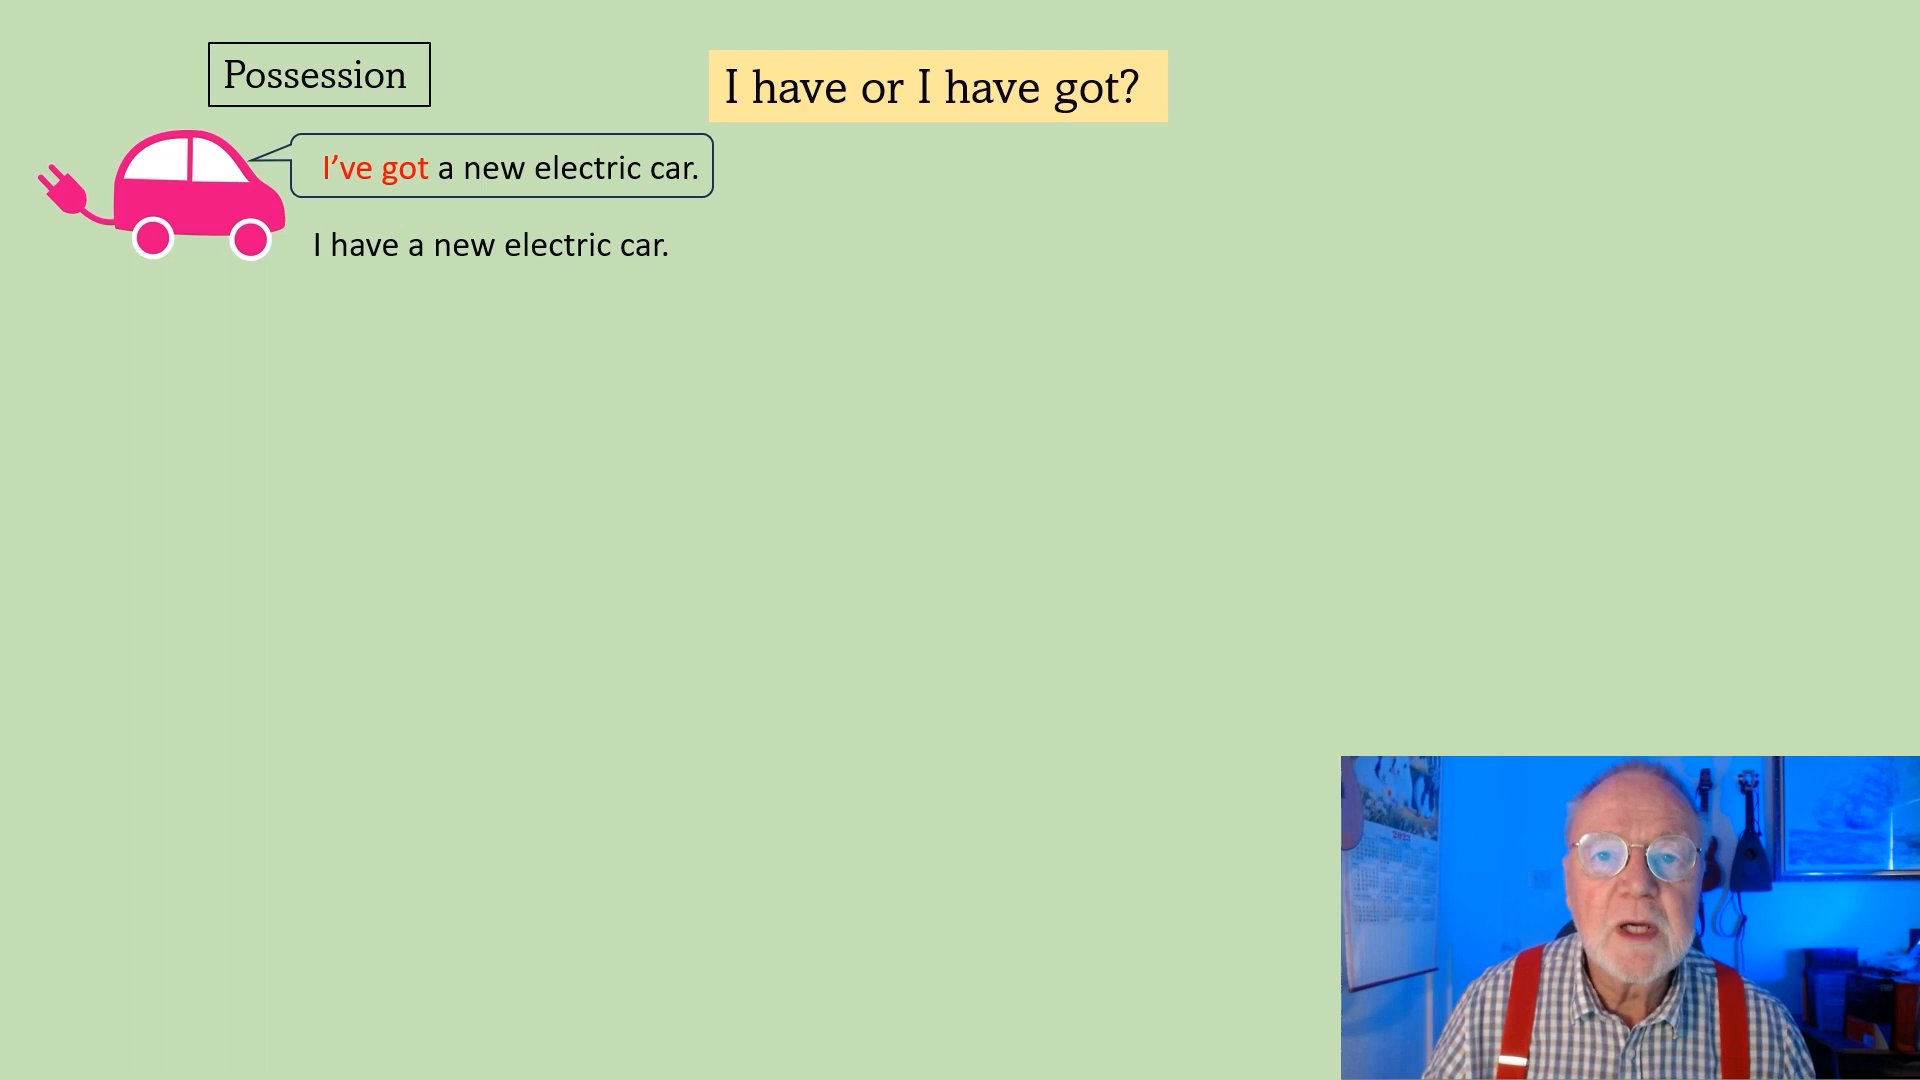 Possession
I have or I have got?
I’ve got a new electric car.
I have a new electric car.